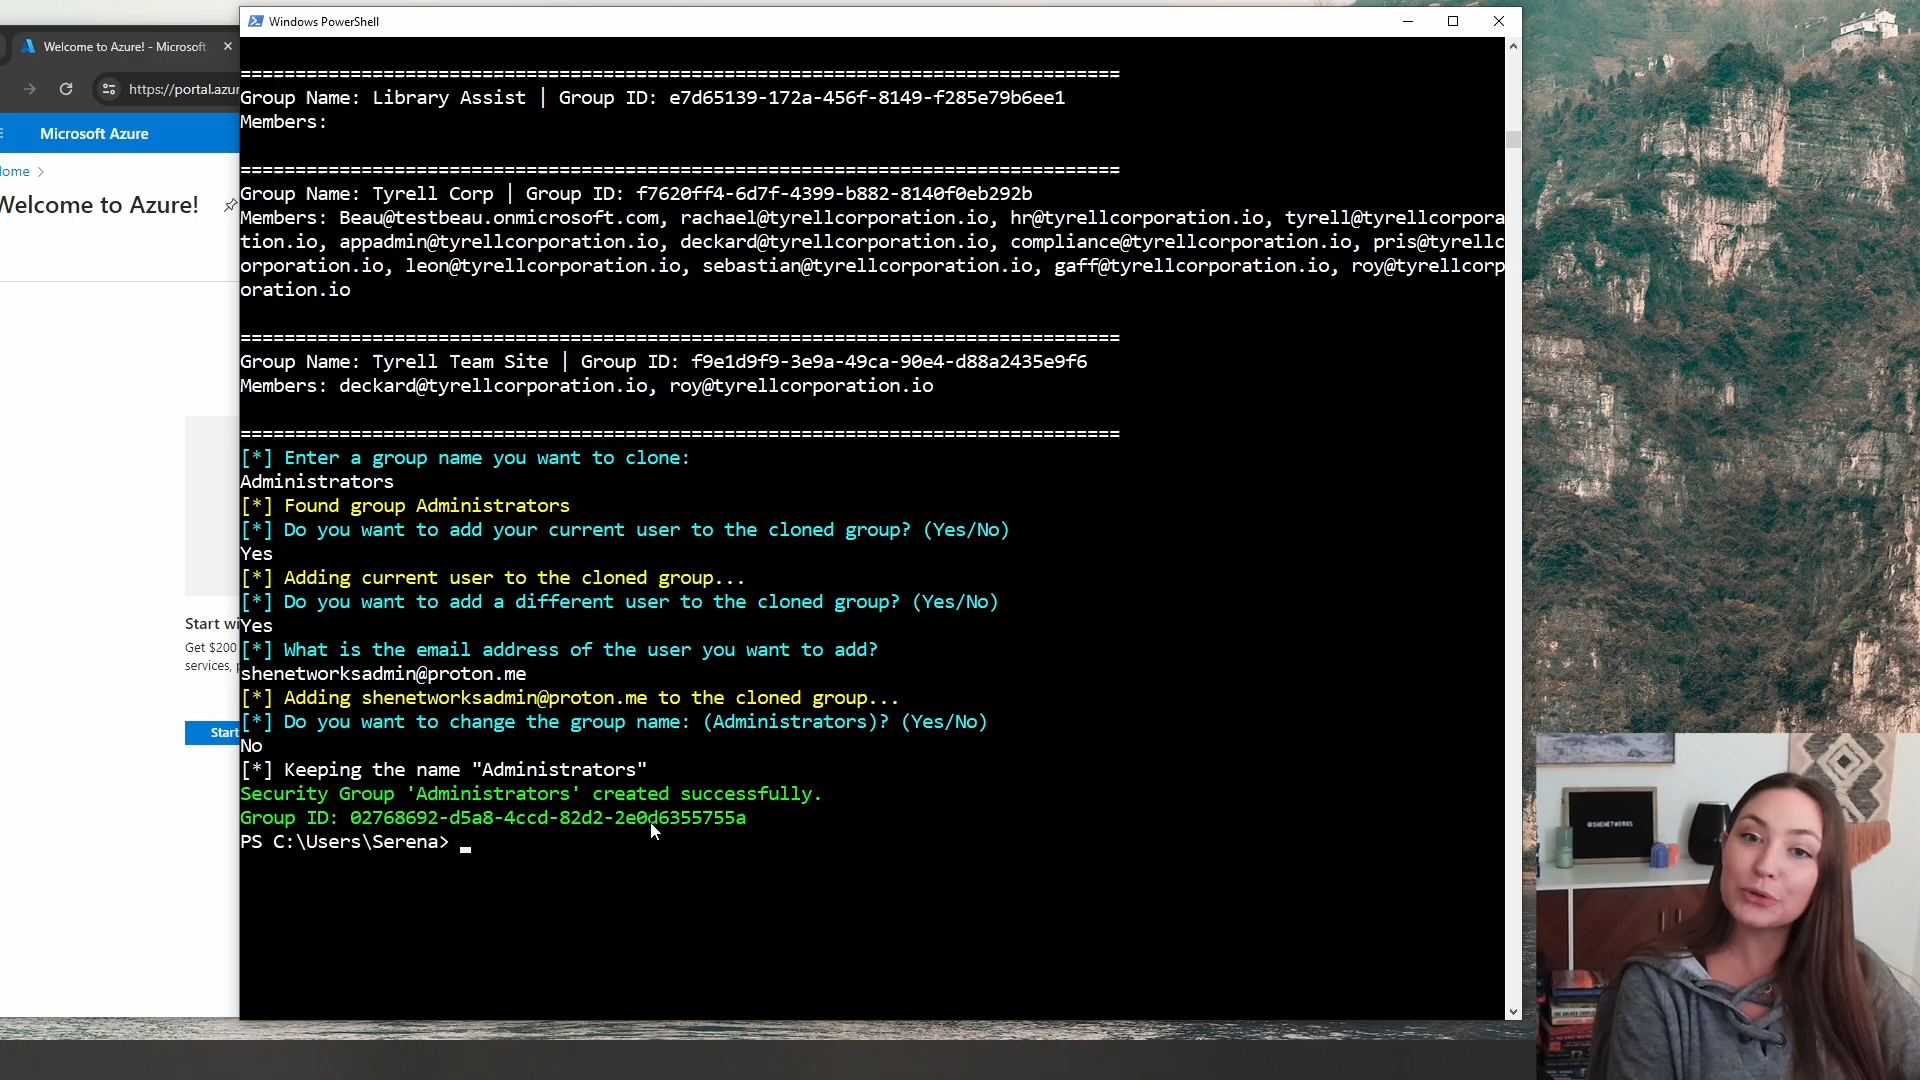 Windows PowerShell
Welcome to Azure! - Microsoft
https://portal.azur
Microsoft Azure
ome >
Welcome to Azure!
Start wi
Get $200
services,
Start
================================================================================
Group Name: Library Assist | Group ID: e7d65139-172a-456f-8149-f285e79b6ee1
Members:
================================================================================
Group Name: Tyrell Corp | Group ID: f7620ff4-6d7f-4399-b882-8140f0eb292b
Members: Beau@testbeau.onmicrosoft.com, rachael@tyrellcorporation.io, hr@tyrellcorporation.io, tyrell@tyrellcorpora
tion.io, appadmin@tyrellcorporation.io, deckard@tyrellcorporation.io, compliance@tyrellcorporation.io, pris@tyrellc
orporation.io, leon@tyrellcorporation.io, sebastian@tyrellcorporation.io, gaff@tyrellcorporation.io, roy@tyrellcorp
oration.io
================================================================================
Group Name: Tyrell Team Site | Group ID: f9e1d9f9-3e9a-49ca-90e4-d88a2435e9f6
Members: deckard@tyrellcorporation.io, roy@tyrellcorporation.io
================================================================================
[*] Enter a group name you want to clone:
Administrators
[*] Found group Administrators
[*] Do you want to add your current user to the cloned group? (Yes/No)
Yes
[*] Adding current user to the cloned group...
[*] Do you want to add a different user to the cloned group? (Yes/No)
Yes
[*] What is the email address of the user you want to add?
shenetworksadmin@proton.me
[*] Adding shenetworksadmin@proton.me to the cloned group...
[*] Do you want to change the group name: (Administrators)? (Yes/No)
No
[*] Keeping the name "Administrators"
Security Group 'Administrators' created successfully.
Group ID: 02768692-d5a8-4ccd-82d2-2e0d6355755a
PS C:\Users\Serena>
@SHENETWORKS